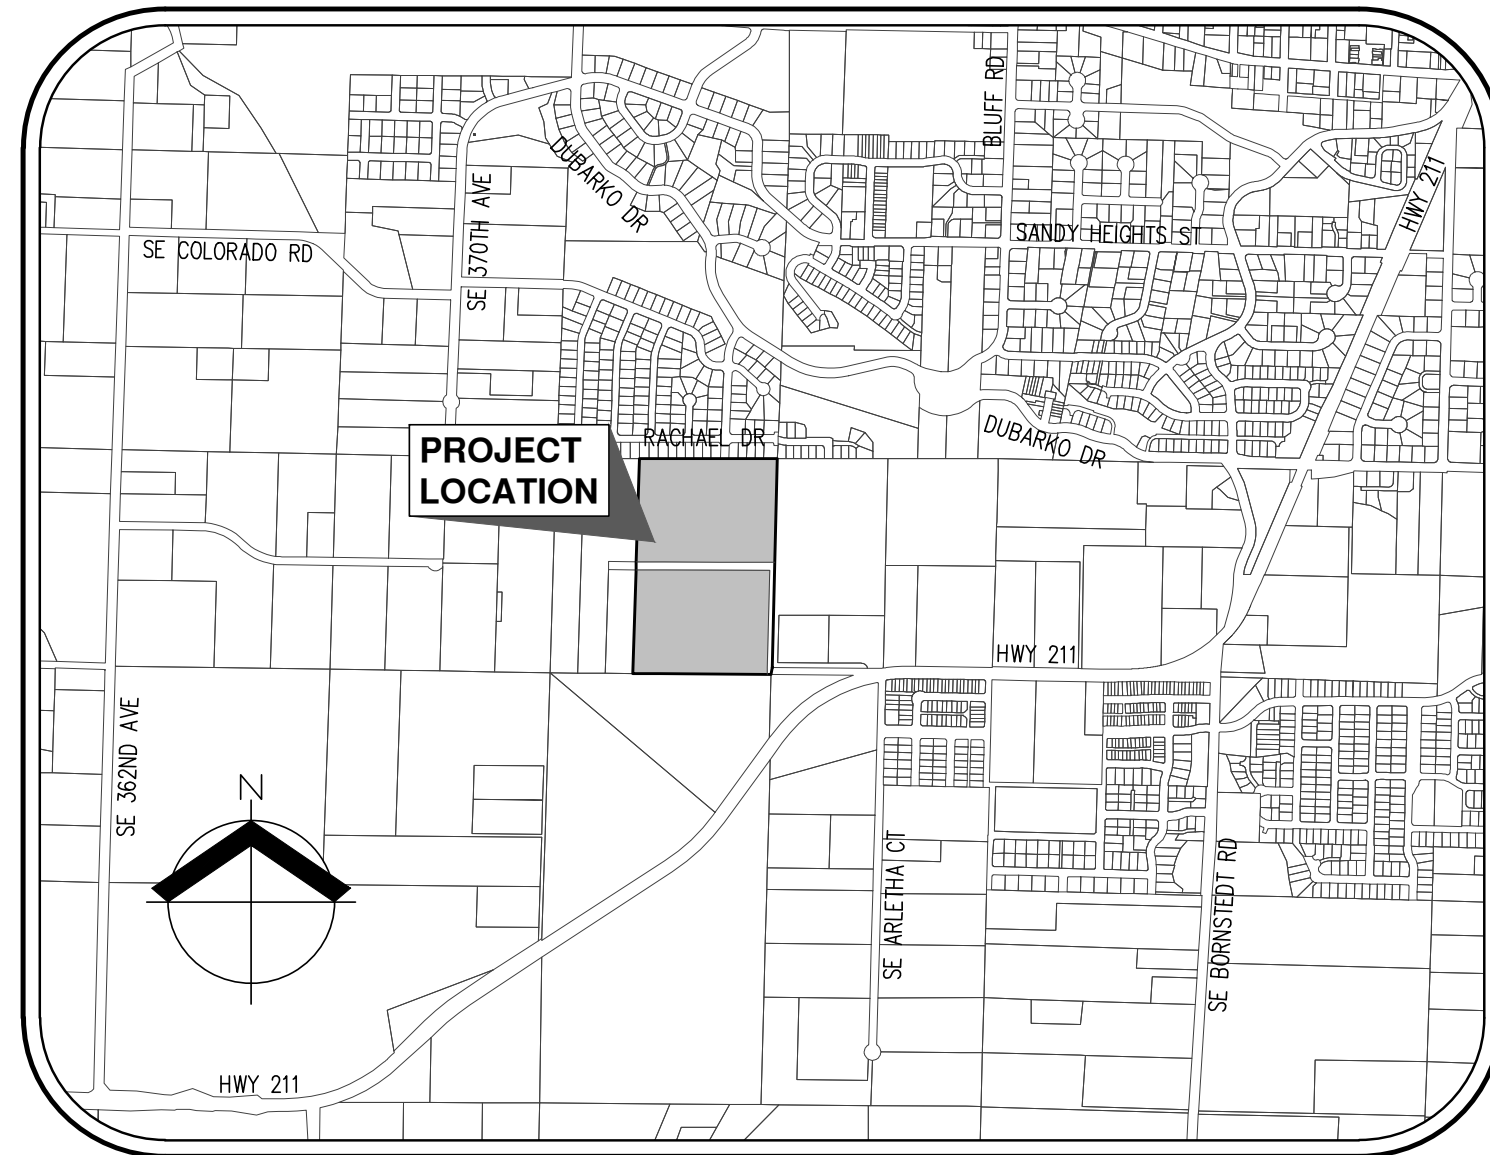 BLUFF RD
DUBARKO DR
HWY 211
SE 370TH AVE
SANDY HEIGHTS ST
SE COLORADO RD
RACHAEL DR
DUBARKO DR
PROJECT
LOCATION
HWY 211
SE 362ND AVE
N
SE ARLETHA CT
SE BORNSTEDT RD
HWY 211